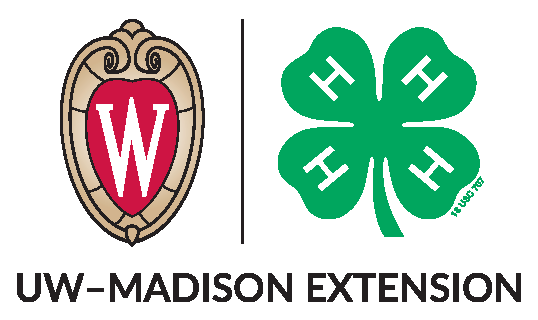 W
H H
H H
18 USC 707
UW–MADISON EXTENSION